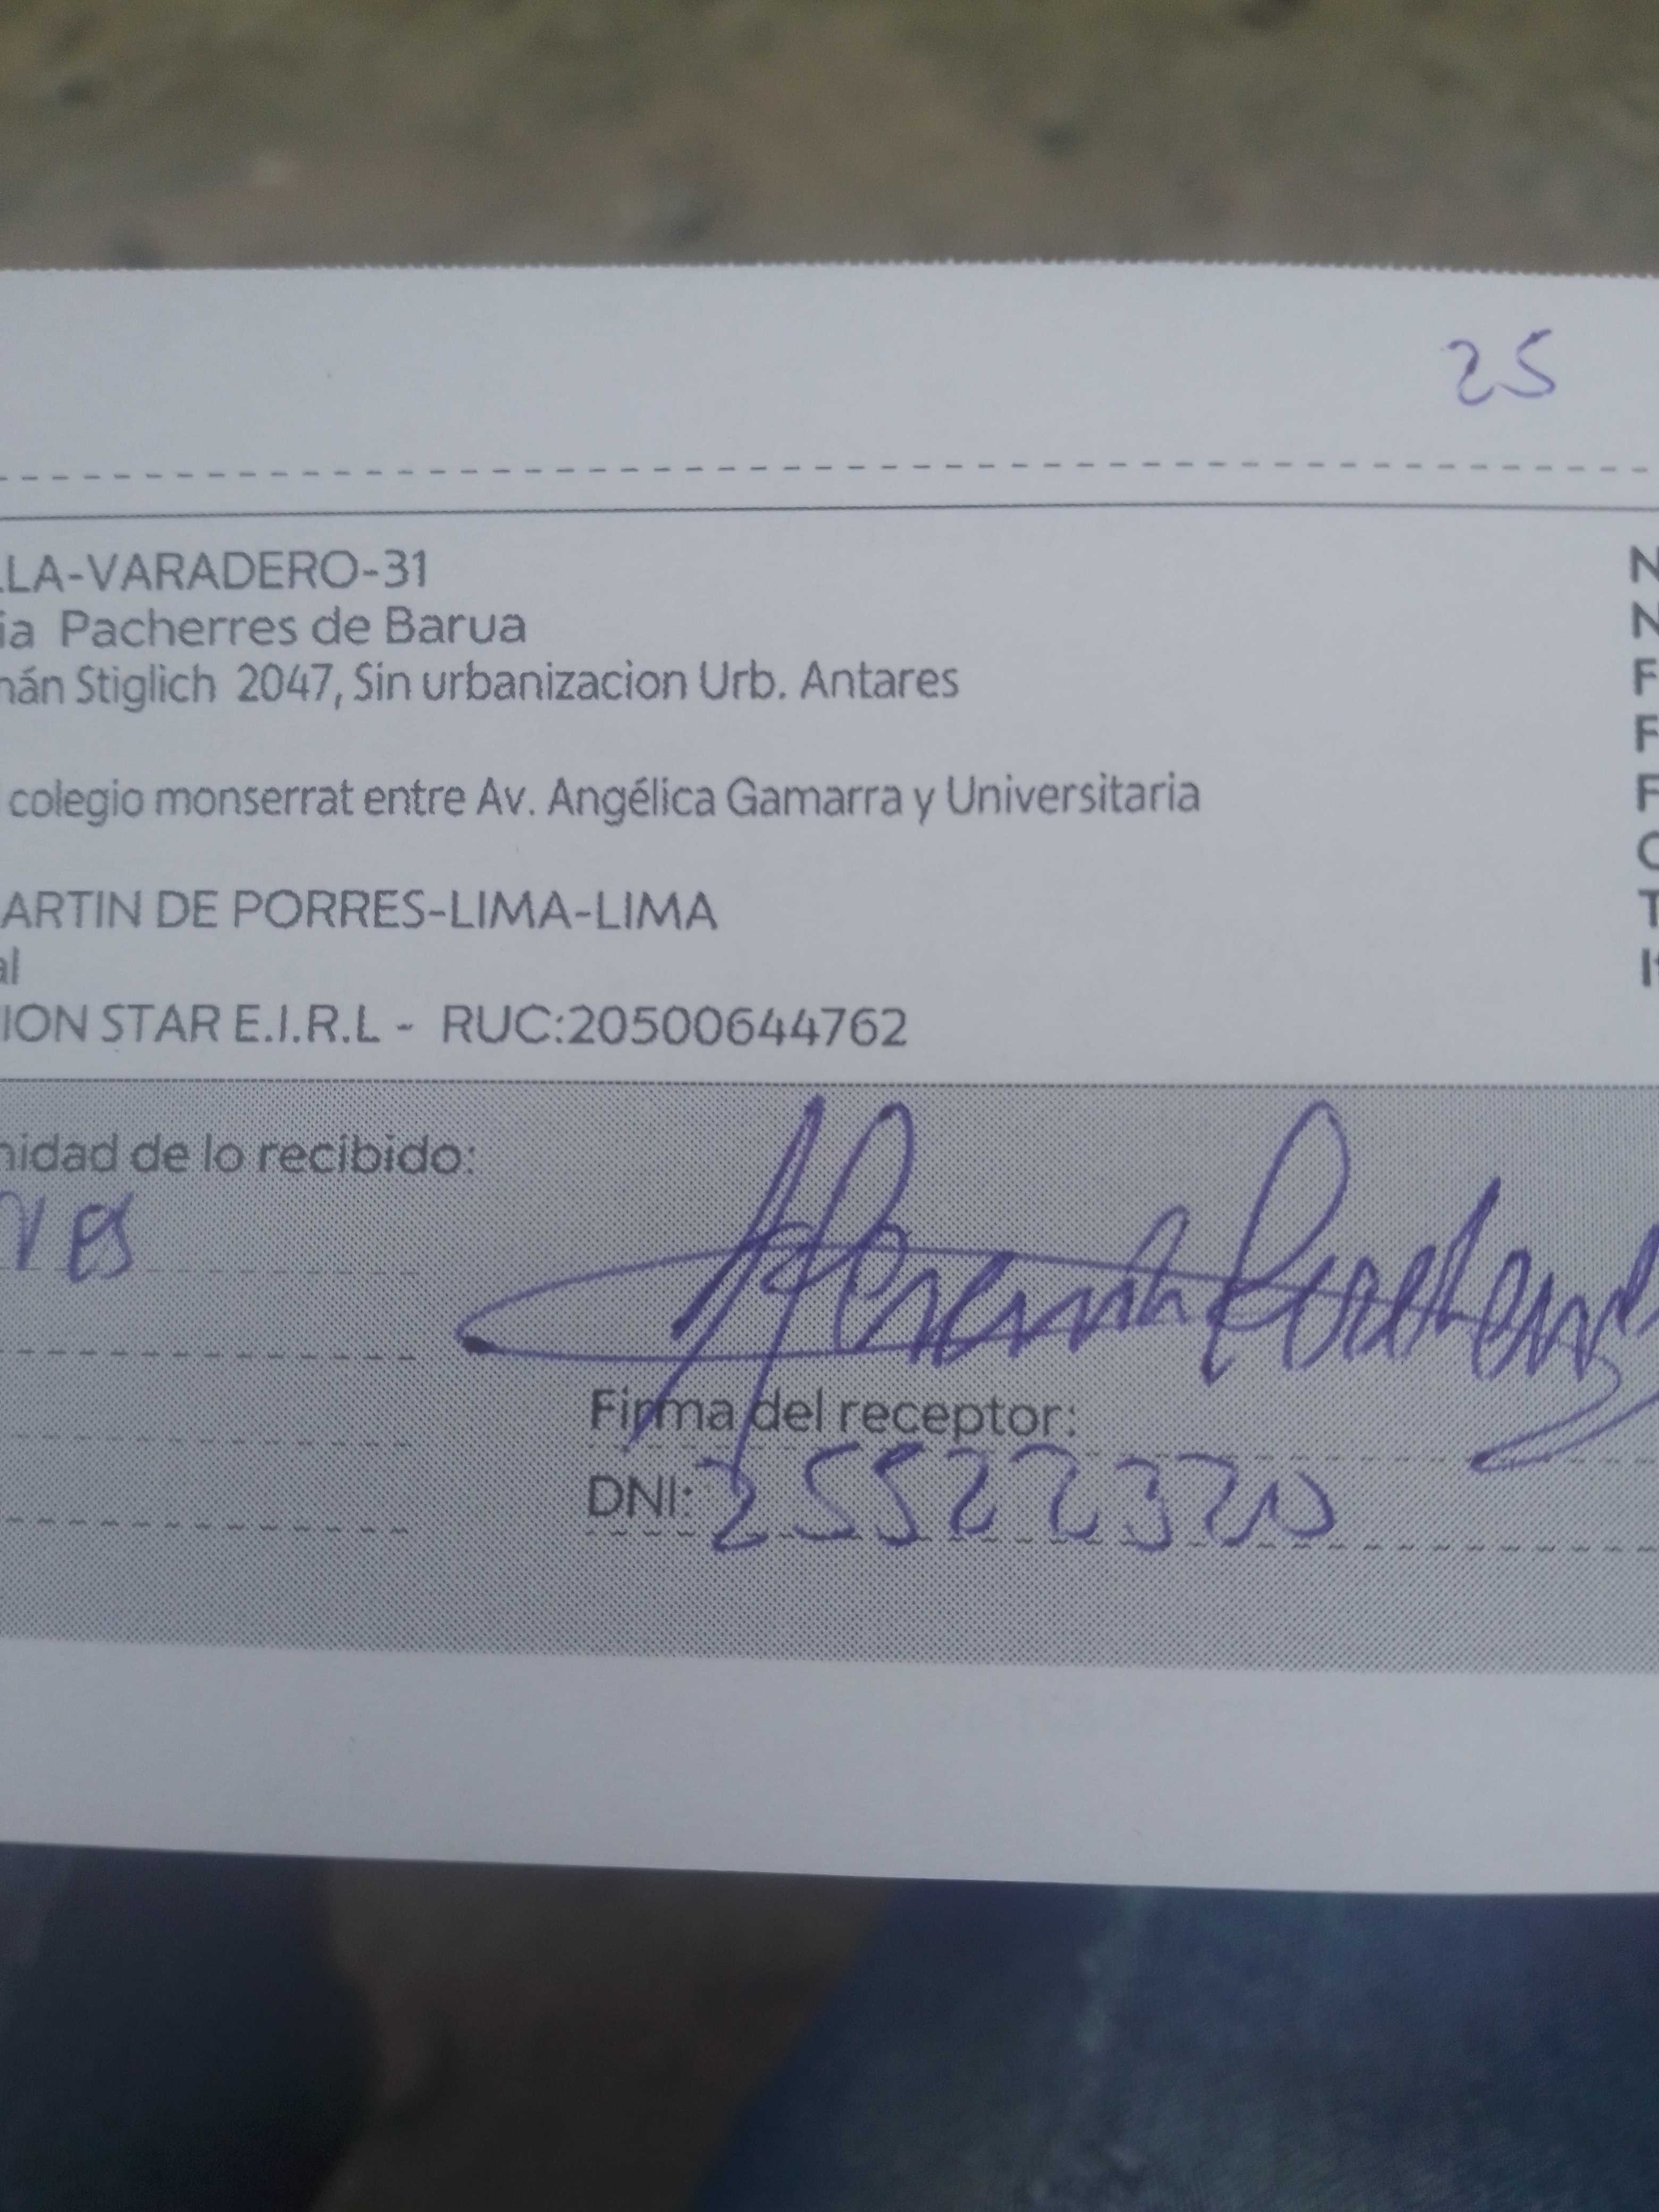 25
LLA-VARADERO-31
ia Pacherres de Barua
nán Stiglich 2047, Sin urbanizacion Urb. Antares
colegio monserrat entre Av. Angélica Gamarra y Universitaria
ARTIN DE PORRES-LIMA-LIMA
al
ION STAR E.I.R.L - RUC:20500644762
N
N
F
F
F
C
T
nidad de lo recibido:
Firma del receptor:
DNI: 25522320